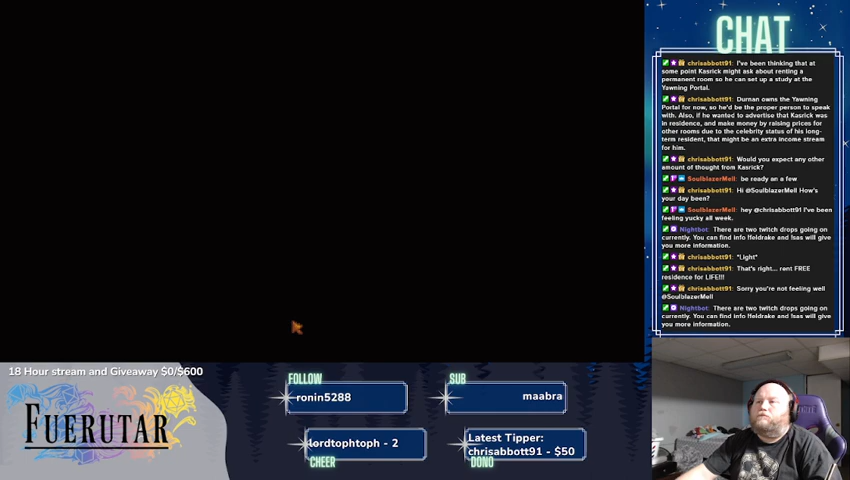 CHAT
chrisabbott91: I've been thinking that at
some point Kasrick might ask about renting a
permanent room so he can set up a study at the
Yawning Portal.
chrisabbott91: Durnan owns the Yawning
Portal for now, so he'd be the proper person to speak
with. Also, if he wanted to advertise that Kasrick was
in residence, and make money by raising prices for
other rooms due to the celebrity status of his long-
term resident, that might be an extra income stream
for him.
chrisabbott91: Would you expect any other
amount of thought from Kasrick?
SoulblazerMell: be ready an a few
chrisabbott91: Hi @SoulblazerMell How's
your day been?
SoulblazerMell: hey @chrisabbott91 I've been
feeling yucky all week.
Nightbot: There are two twitch drops going on
currently. You can find info !feldrake and !sas will give
you more information.
chrisabbott91: *Light*
chrisabbott91: That's right... rent FREE
residence for LIFE!!!
chrisabbott91: Sorry you're not feeling well
@SoulblazerMell
Nightbot: There are two twitch drops going on
currently. You can find info !feldrake and !sas will give
you more information.
18 Hour stream and Giveaway $0/$600
FUERUTAR
FOLLOW
ronin5288
SUB
maabra
lordtophtoph - 2
CHEER
Latest Tipper:
chrisabbott91 - $50
DONO